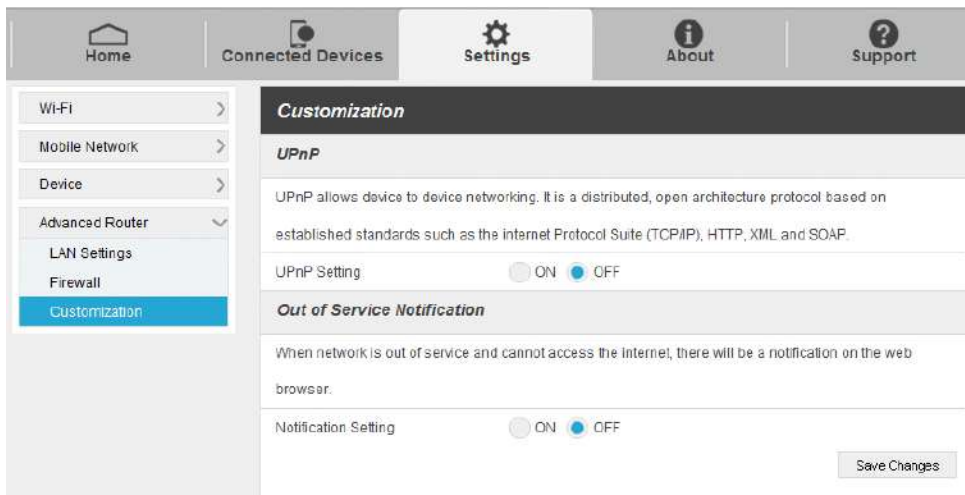 Home
Connected Devices
Settings
About
Support
Wi-Fi
Mobile Network
Device
Advanced Router
LAN Settings
Firewall
Customization
Customization
UPnP
UPnP allows device to device networking. It is a distributed, open architecture protocol based on
established standards such as the internet Protocol Suite (TCP/IP), HTTP, XML and SOAP.
UPnP Setting ON OFF
Out of Service Notification
When network is out of service and cannot access the internet, there will be a notification on the web
browser.
Notification Setting ON OFF
Save Changes